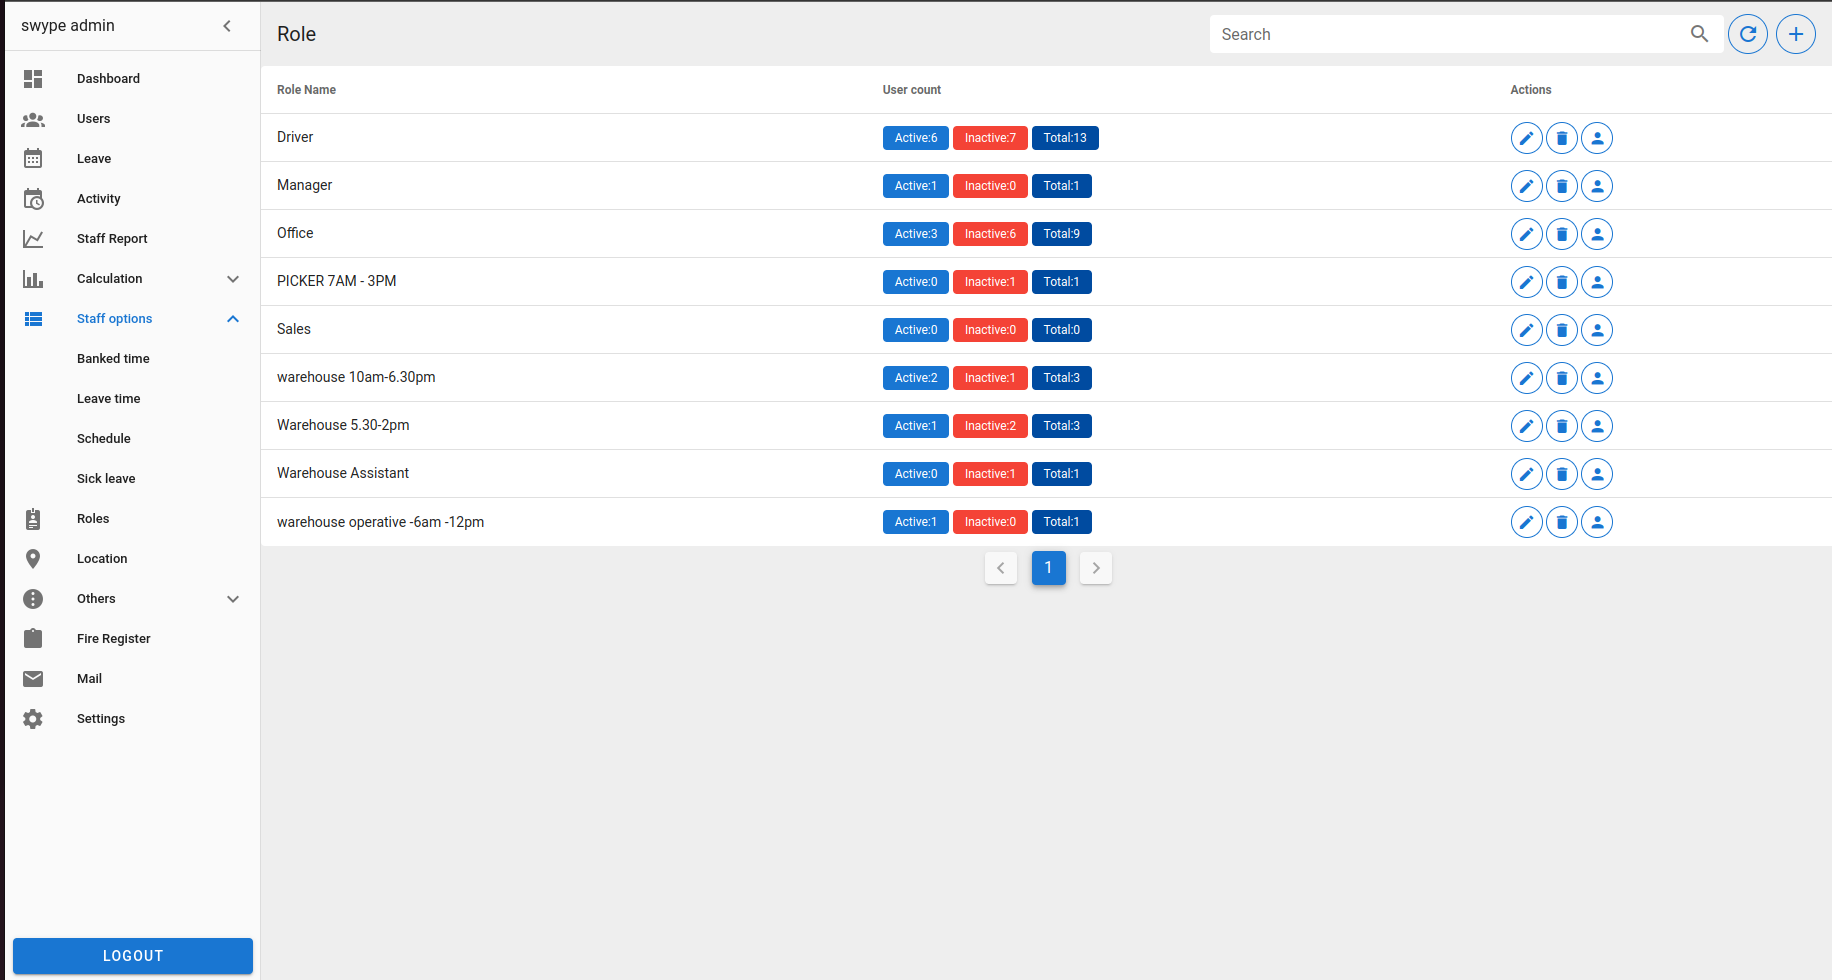 swype admin
Dashboard
Users
Leave
Activity
Staff Report
Calculation
Staff options
Banked time
Leave time
Schedule
Sick leave
Roles
Location
Others
Fire Register
Mail
Settings
LOGOUT
Role
Search
Role Name User count Actions
Driver Active:6 Inactive:7 Total:13
Manager Active:1 Inactive:0 Total:1
Office Active:3 Inactive:6 Total:9
PICKER 7AM - 3PM Active:0 Inactive:1 Total:1
Sales Active:0 Inactive:0 Total:0
warehouse 10am-6.30pm Active:2 Inactive:1 Total:3
Warehouse 5.30-2pm Active:1 Inactive:2 Total:3
Warehouse Assistant Active:0 Inactive:1 Total:1
warehouse operative -6am -12pm Active:1 Inactive:0 Total:1
1